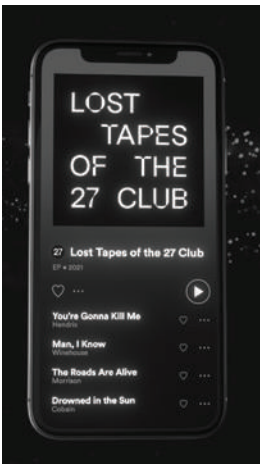 LOST
TAPES
OF THE
27 CLUB
27 Lost Tapes of the 27 Club
EP • 2021
You're Gonna Kill Me
Hendrix
Man, I Know
Winehouse
The Roads Are Alive
Morrison
Drowned in the Sun
Cobain